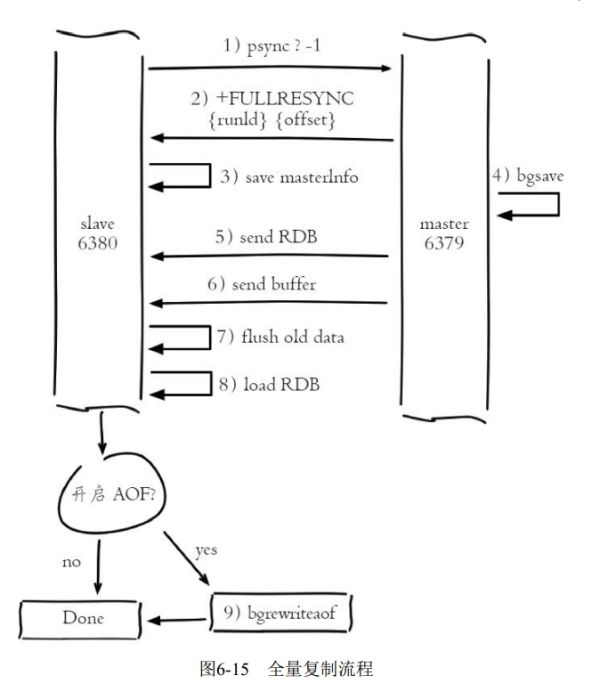 1) psync ? -1
2) +FULLRESYNC
{runId} {offset}
3) save masterInfo
4) bgsave
slave
6380
master
6379
5) send RDB
6) send buffer
7) flush old data
8) load RDB
开启 AOF?
no
yes
Done
9) bgrewriteaof
图6-15 全量复制流程